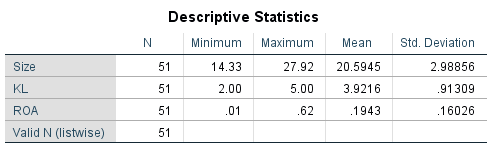 Descriptive Statistics
N Minimum Maximum Mean Std. Deviation
Size 51 14.33 27.92 20.5945 2.98856
KL 51 2.00 5.00 3.9216 .91309
ROA 51 .01 .62 .1943 .16026
Valid N (listwise) 51